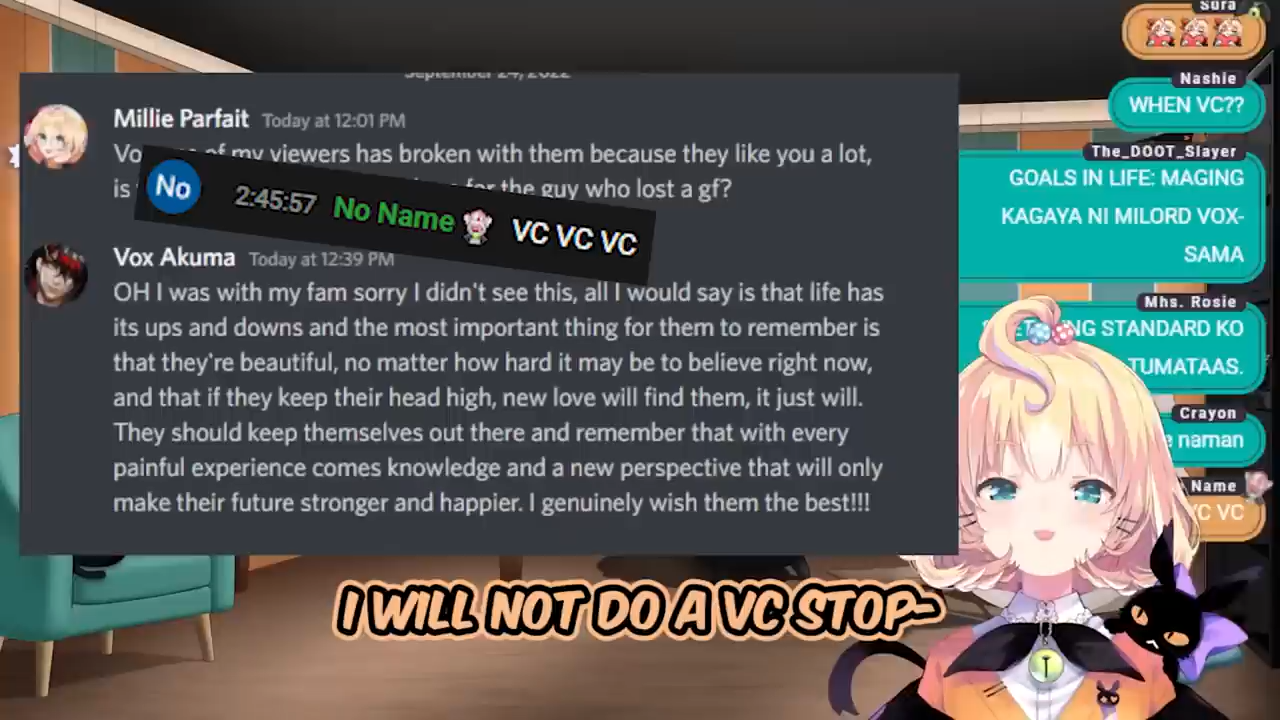 September 24, 2022
Millie Parfait Today at 12:01 PM
of my viewers has broken with them because they like you a lot,
is for the guy who lost a gf?
No 2:45:57 No Name VC VC VC
Vox Akuma Today at 12:39 PM
OH I was with my fam sorry I didn't see this, all I would say is that life has
its ups and downs and the most important thing for them to remember is
that they're beautiful, no matter how hard it may be to believe right now,
and that if they keep their head high, new love will find them, it just will.
They should keep themselves out there and remember that with every
painful experience comes knowledge and a new perspective that will only
make their future stronger and happier. I genuinely wish them the best!!!
Sura
Nashie
WHEN VC??
The_DOOT_Slayer
GOALS IN LIFE: MAGING
KAGAYA NI MILORD VOX-
SAMA
Mhs. Rosie
STANDARD KO
TUMATAAS.
Crayon
naman
Name
VC VC
I WILL NOT DO A VC STOP-